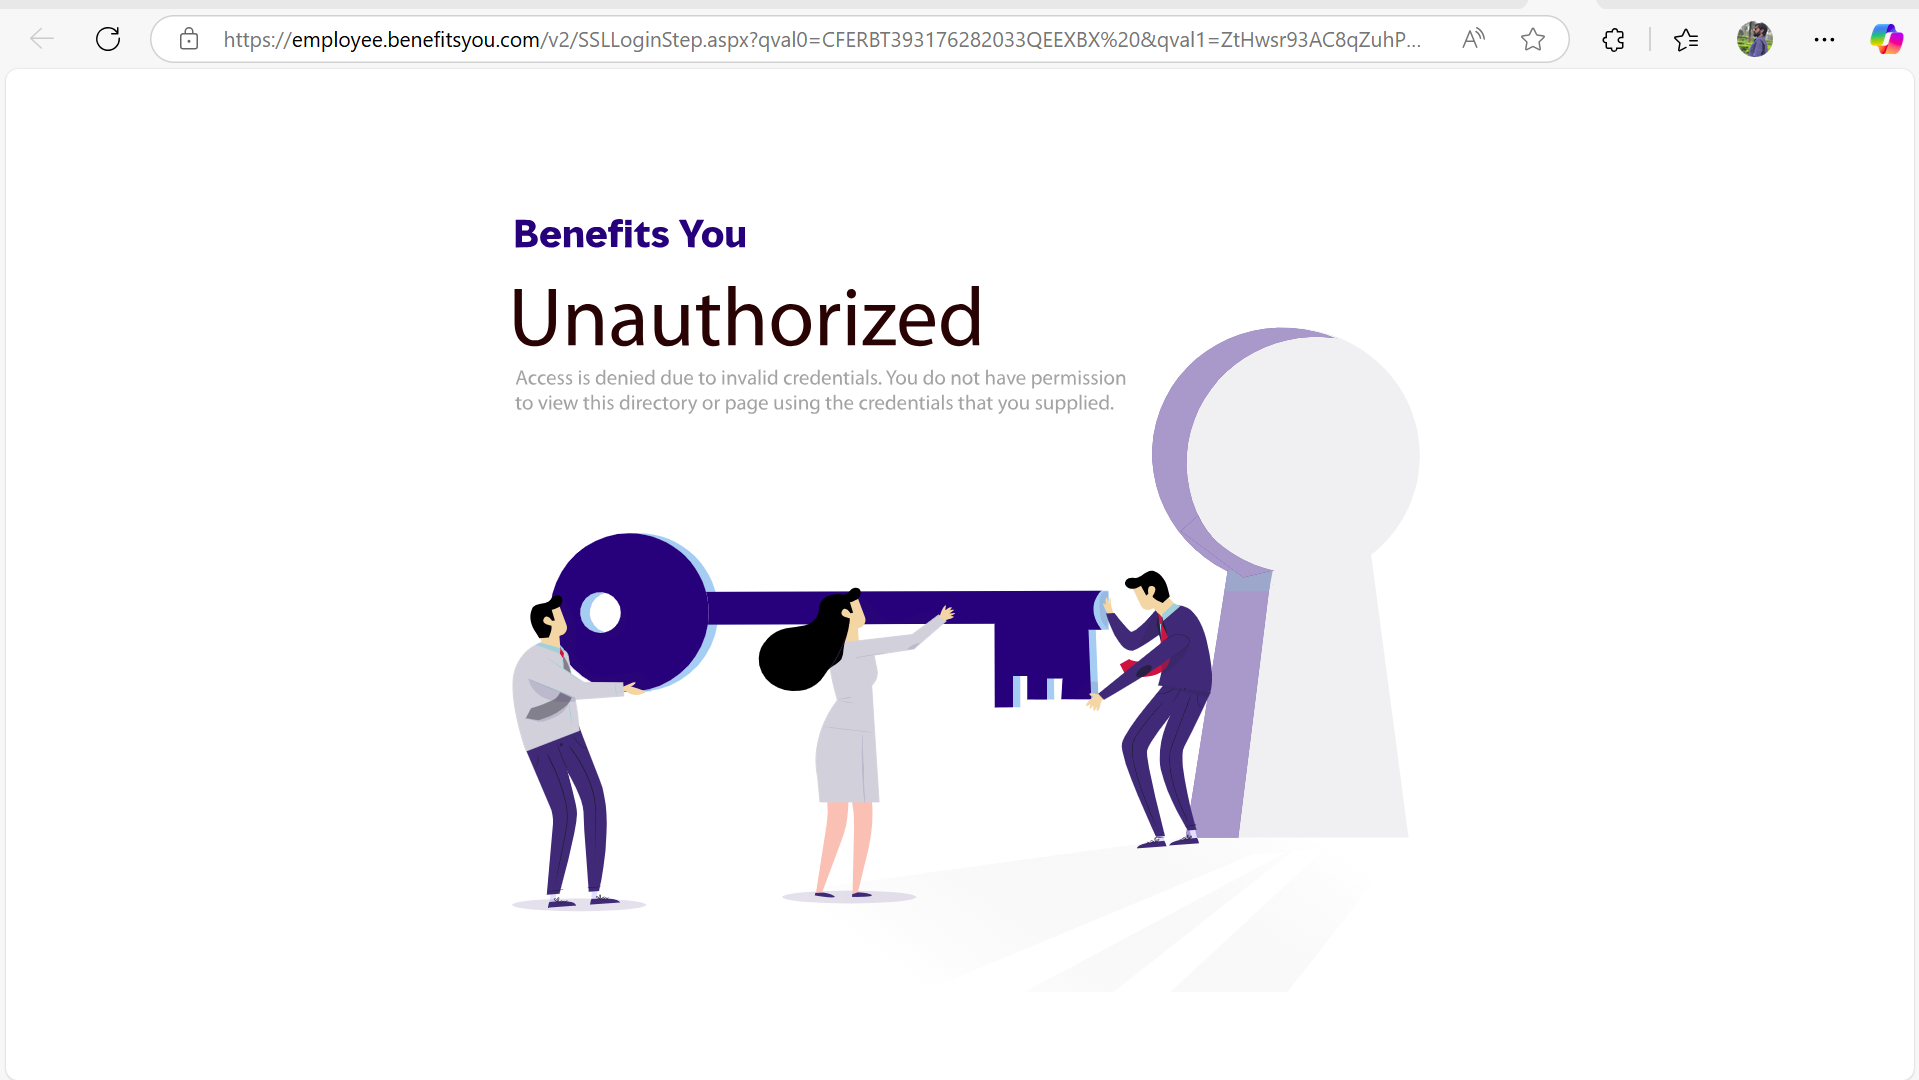 https://employee.benefitsyou.com/v2/SSLLoginStep.aspx?qval0=CFERBT393176282033QEEXBX%20&qval1=ZtHwsr93AC8qZuhP...
Benefits You
Unauthorized
Access is denied due to invalid credentials. You do not have permission
to view this directory or page using the credentials that you supplied.